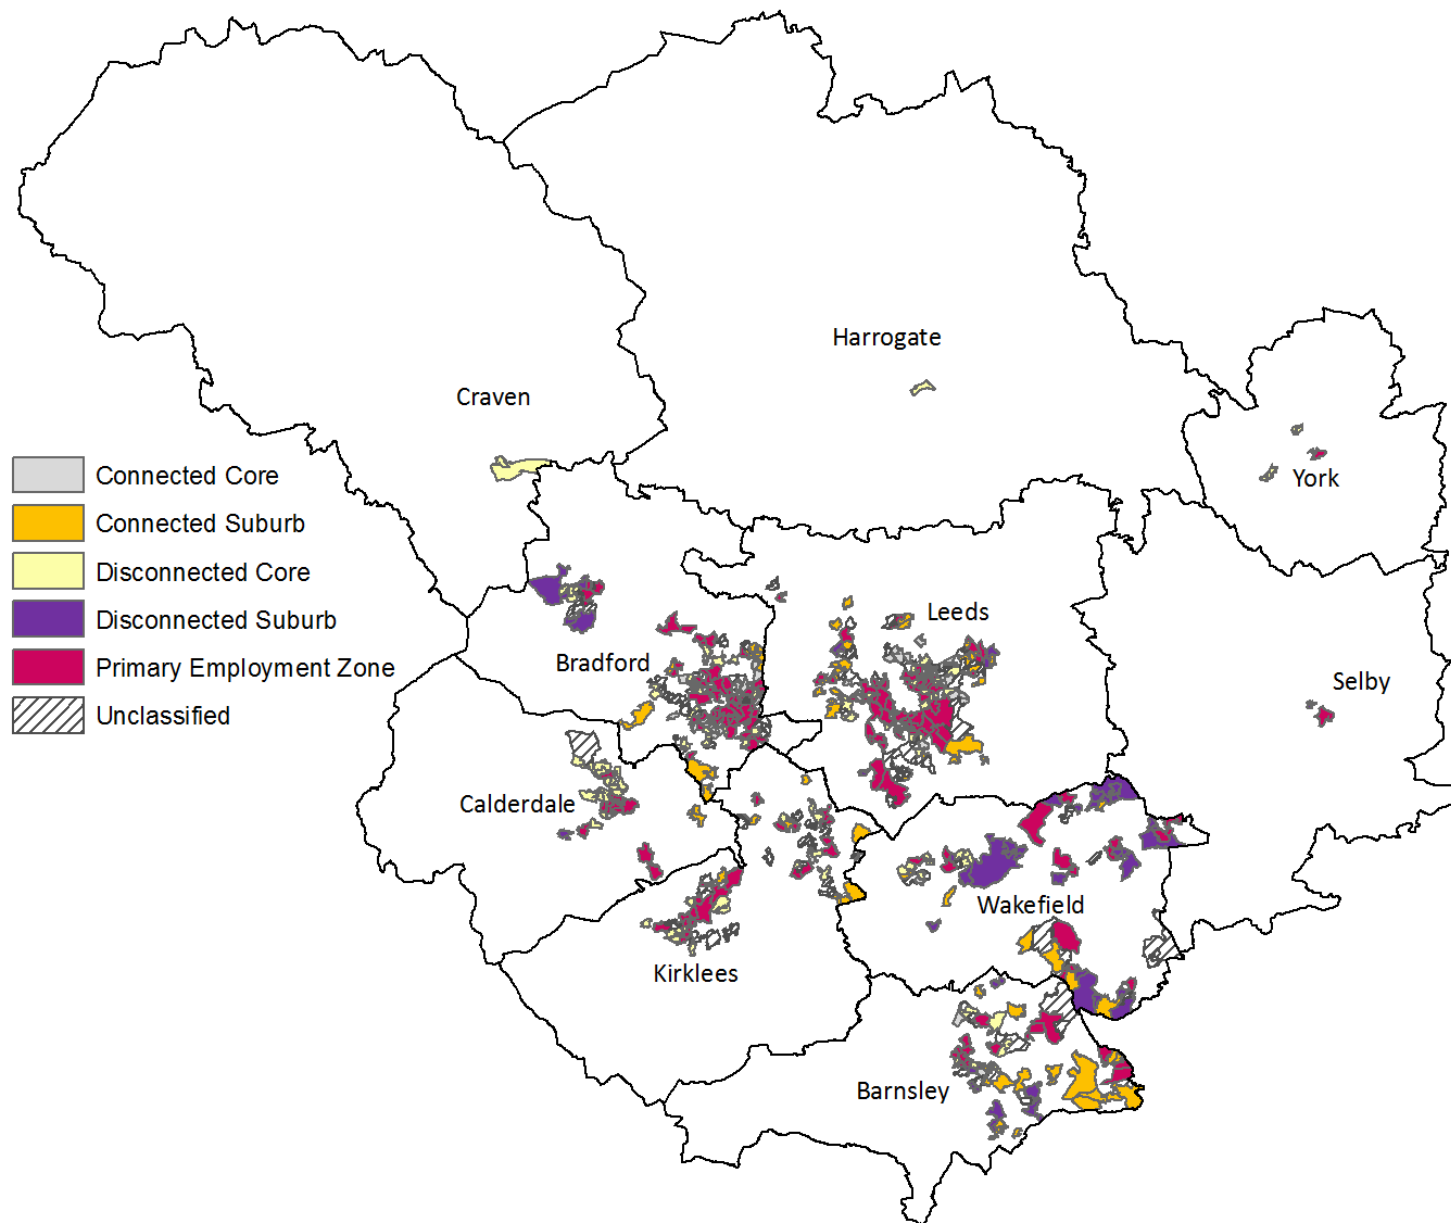 Harrogate
Craven
Connected Core
York
Connected Suburb
Disconnected Core
Disconnected Suburb
Leeds
Bradford
Primary Employment Zone
Selby
Unclassified
Calderdale
Wakefield
Kirklees
Barnsley